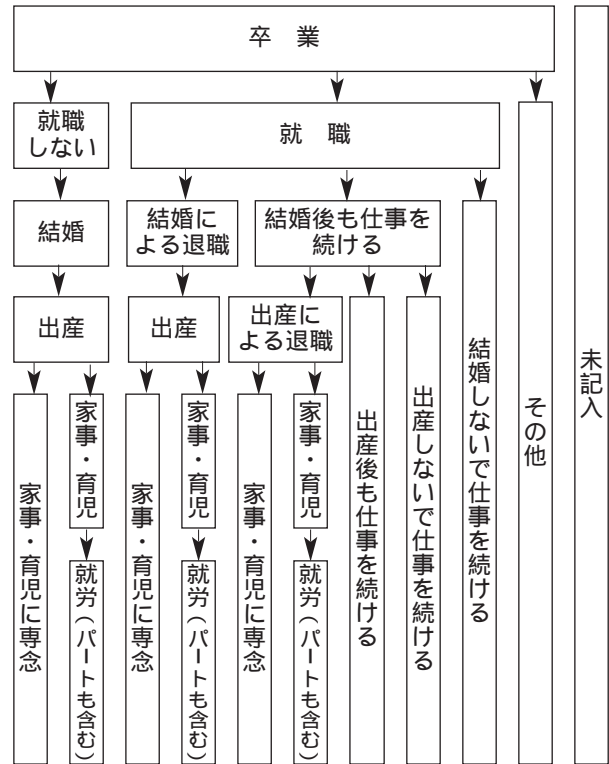 卒 業
就職
しない
就 職
結婚
結婚に
よる退職
結婚後も仕事を
続ける
出産
出産
出産に
よる退職
家事・育児に専念
家事・育児
就労(パートも含む)
家事・育児に専念
家事・育児
就労(パートも含む)
家事・育児に専念
家事・育児
就労(パートも含む)
出産後も仕事を続ける
出産しないで仕事を続ける
結婚しないで仕事を続ける
その他
未記入